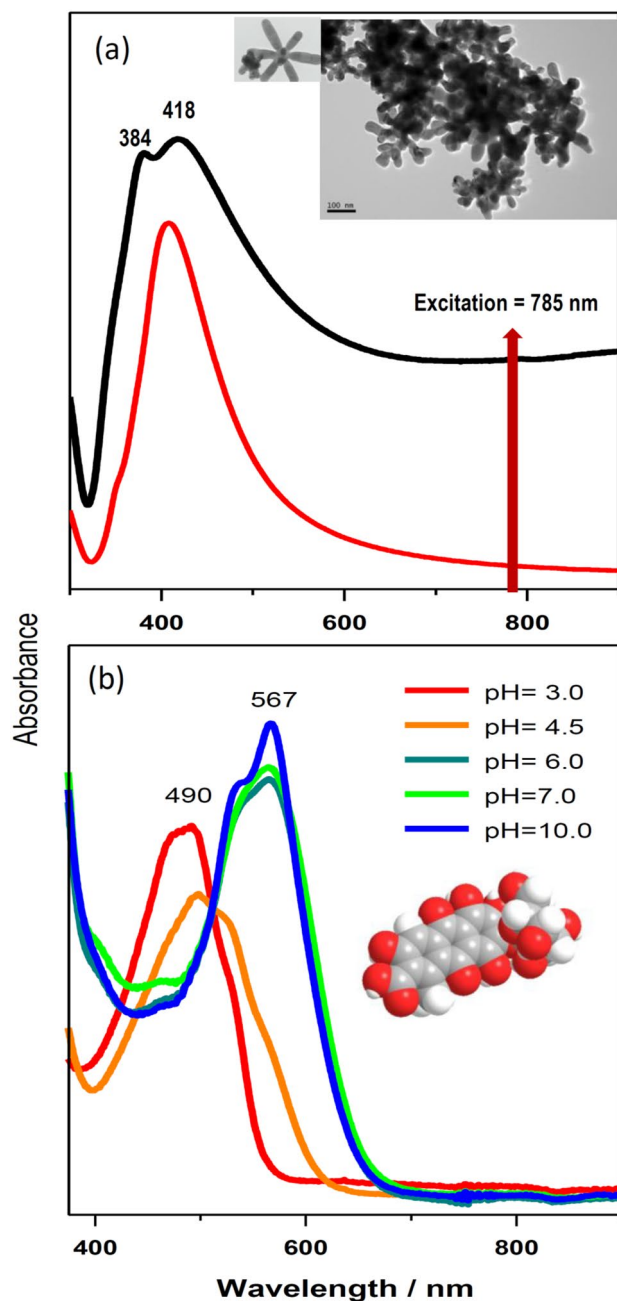 (a)
384
418
100 nm
Excitation = 785 nm
400
600
800
Absorbance
(b)
490
567
pH= 3.0
pH= 4.5
pH= 6.0
pH=7.0
pH=10.0
400
600
800
Wavelength / nm